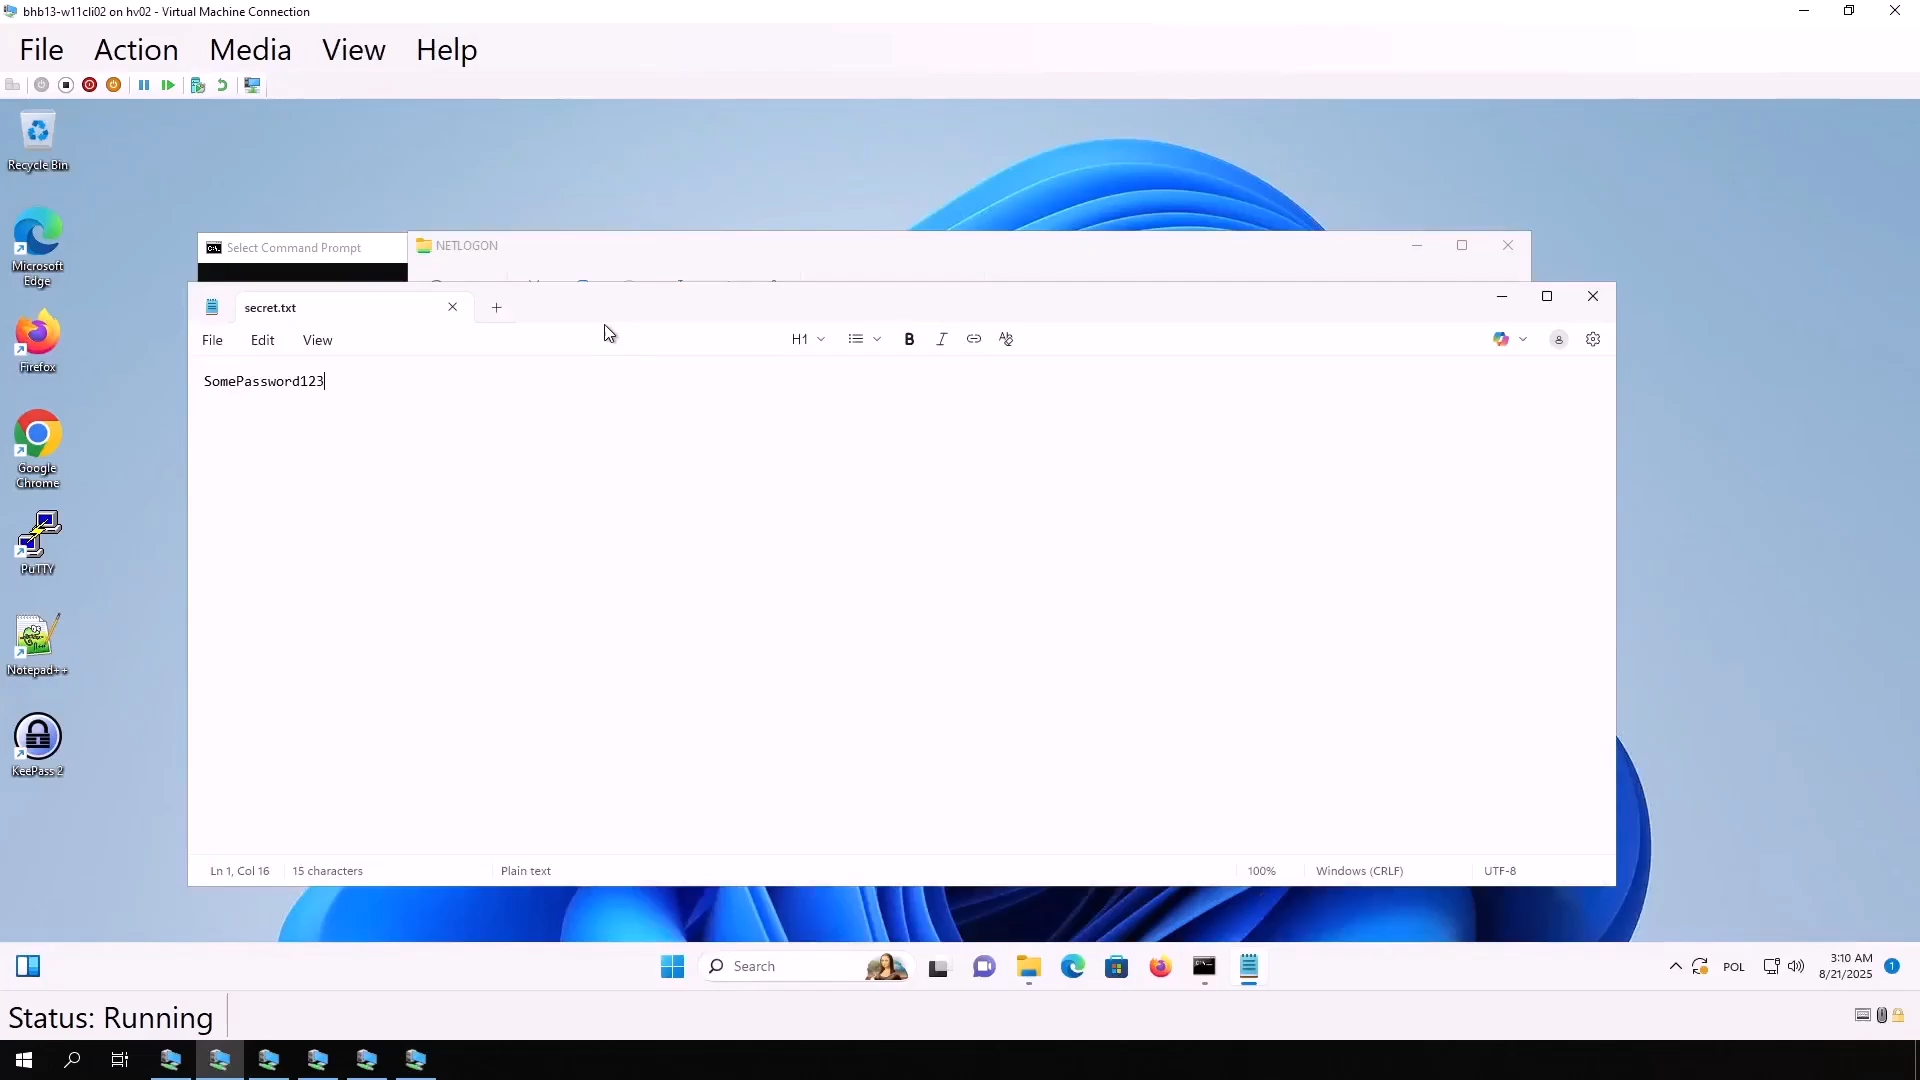 bhb13-w11cli02 on hv02 - Virtual Machine Connection
File Action Media View Help
Recycle Bin
Microsoft Edge
Firefox
Google Chrome
PuTTY
Notepad++
KeePass 2
Select Command Prompt
NETLOGON
secret.txt
File Edit View
H1
SomePassword123
Ln 1, Col 16 15 characters Plain text 100% Windows (CRLF) UTF-8
Search
POL
3:10 AM
8/21/2025
1
Status: Running